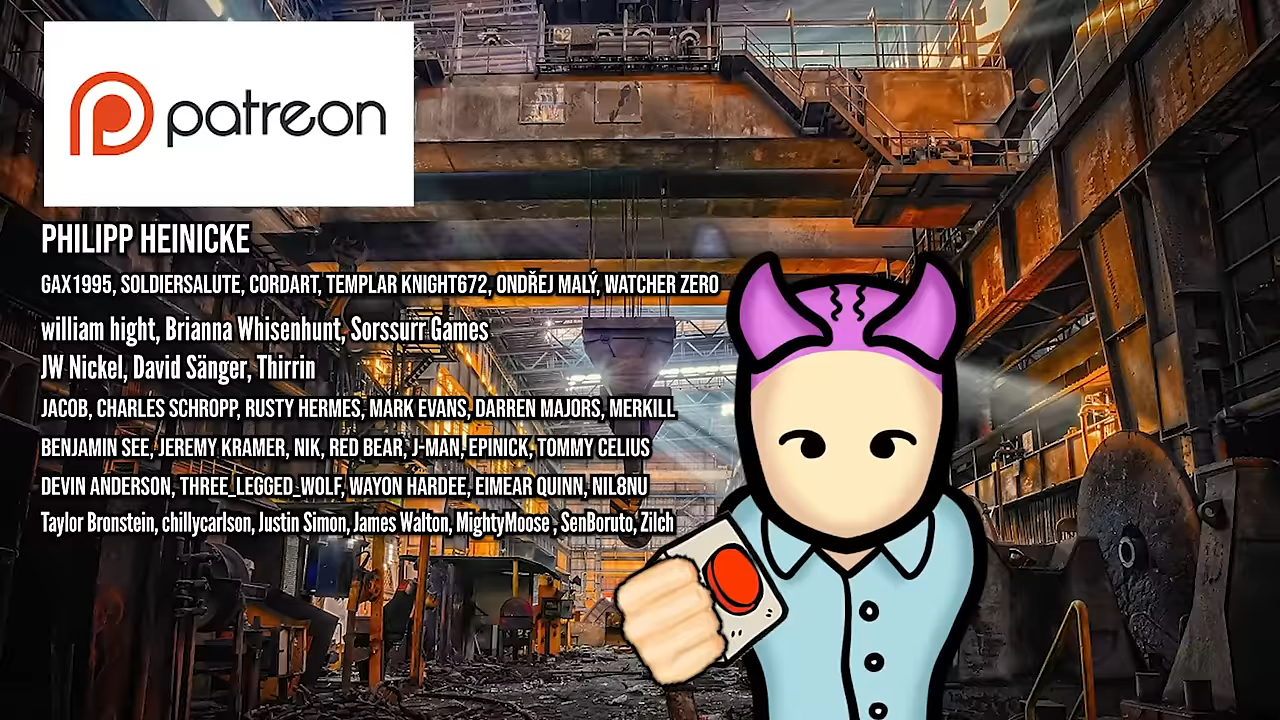 patreon
PHILIPP HEINICKE
GAX1995, SOLDIERSALUTE, CORDART, TEMPLAR KNIGHT672, ONDŘEJ MALÝ, WATCHER ZERO
william hight, Brianna Whisenhunt, Sorssurr Games
JW Nickel, David Sänger, Thirrin
JACOB, CHARLES SCHROPP, RUSTY HERMES, MARK EVANS, DARREN MAJORS, MERKILL
BENJAMIN SEE, JEREMY KRAMER, NIK, RED BEAR, J-MAN, EPINICK, TOMMY CELIUS
DEVIN ANDERSON, THREE_LEGGED_WOLF, WAYON HARDEE, EIMEAR QUINN, NIL8NU
Taylor Bronstein, chillycarlson, Justin Simon, James Walton, MightyMoose , SenBoruto, Zilch